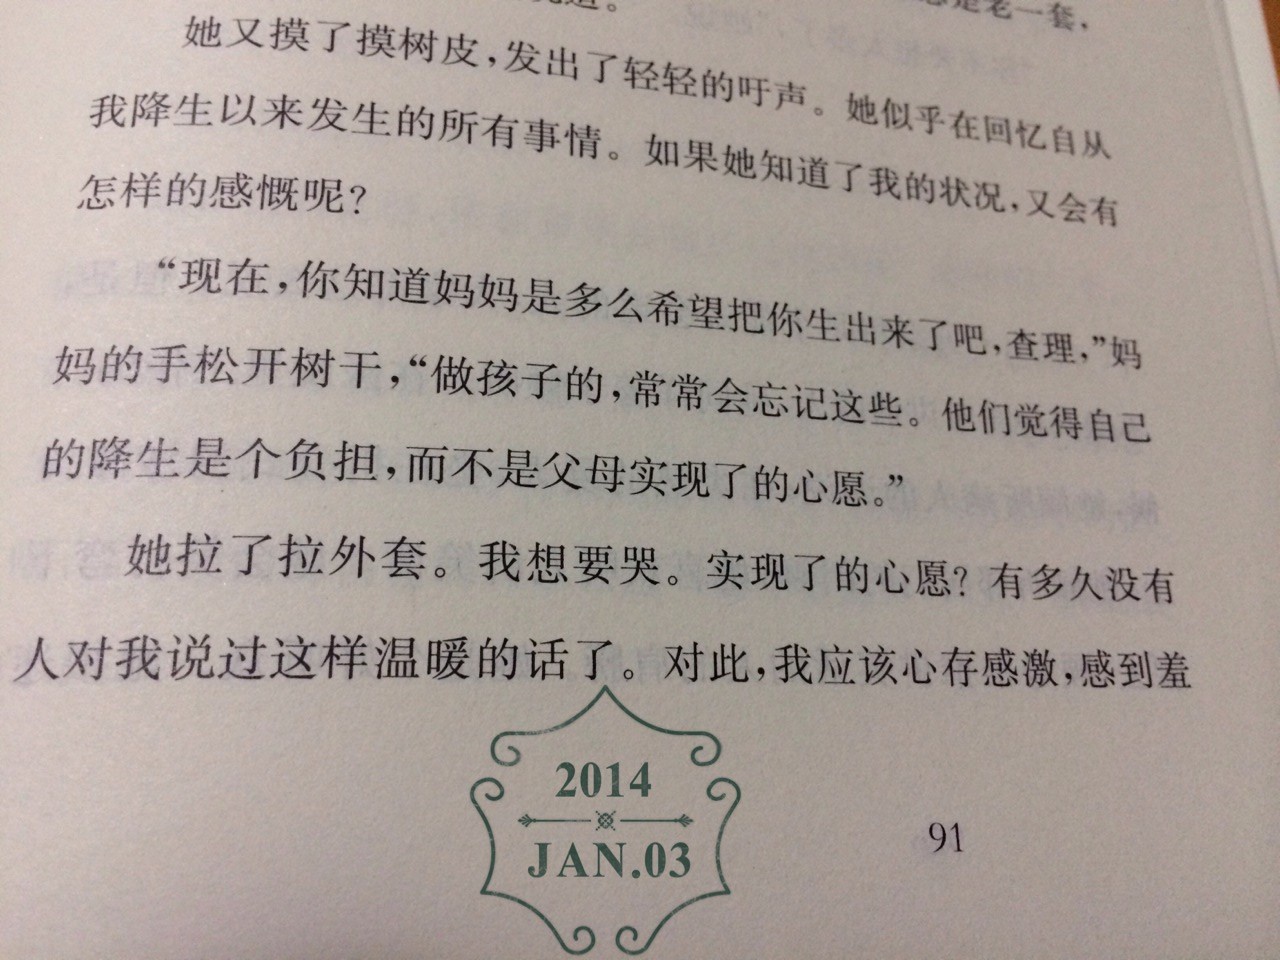 是老一套，
她又摸了摸树皮，发出了轻轻的吁声。她似乎在回忆自从
我降生以来发生的所有事情。如果她知道了我的状况，又会有
怎样的感慨呢？
“现在，你知道妈妈是多么希望把你生出来了吧，查理，”妈
妈的手松开树干，“做孩子的，常常会忘记这些。他们觉得自己
的降生是个负担，而不是父母实现了的心愿。”
她拉了拉外套。我想要哭。实现了的心愿？有多久没有
人对我说过这样温暖的话了。对此，我应该心存感激，感到羞
2014
JAN.03
91